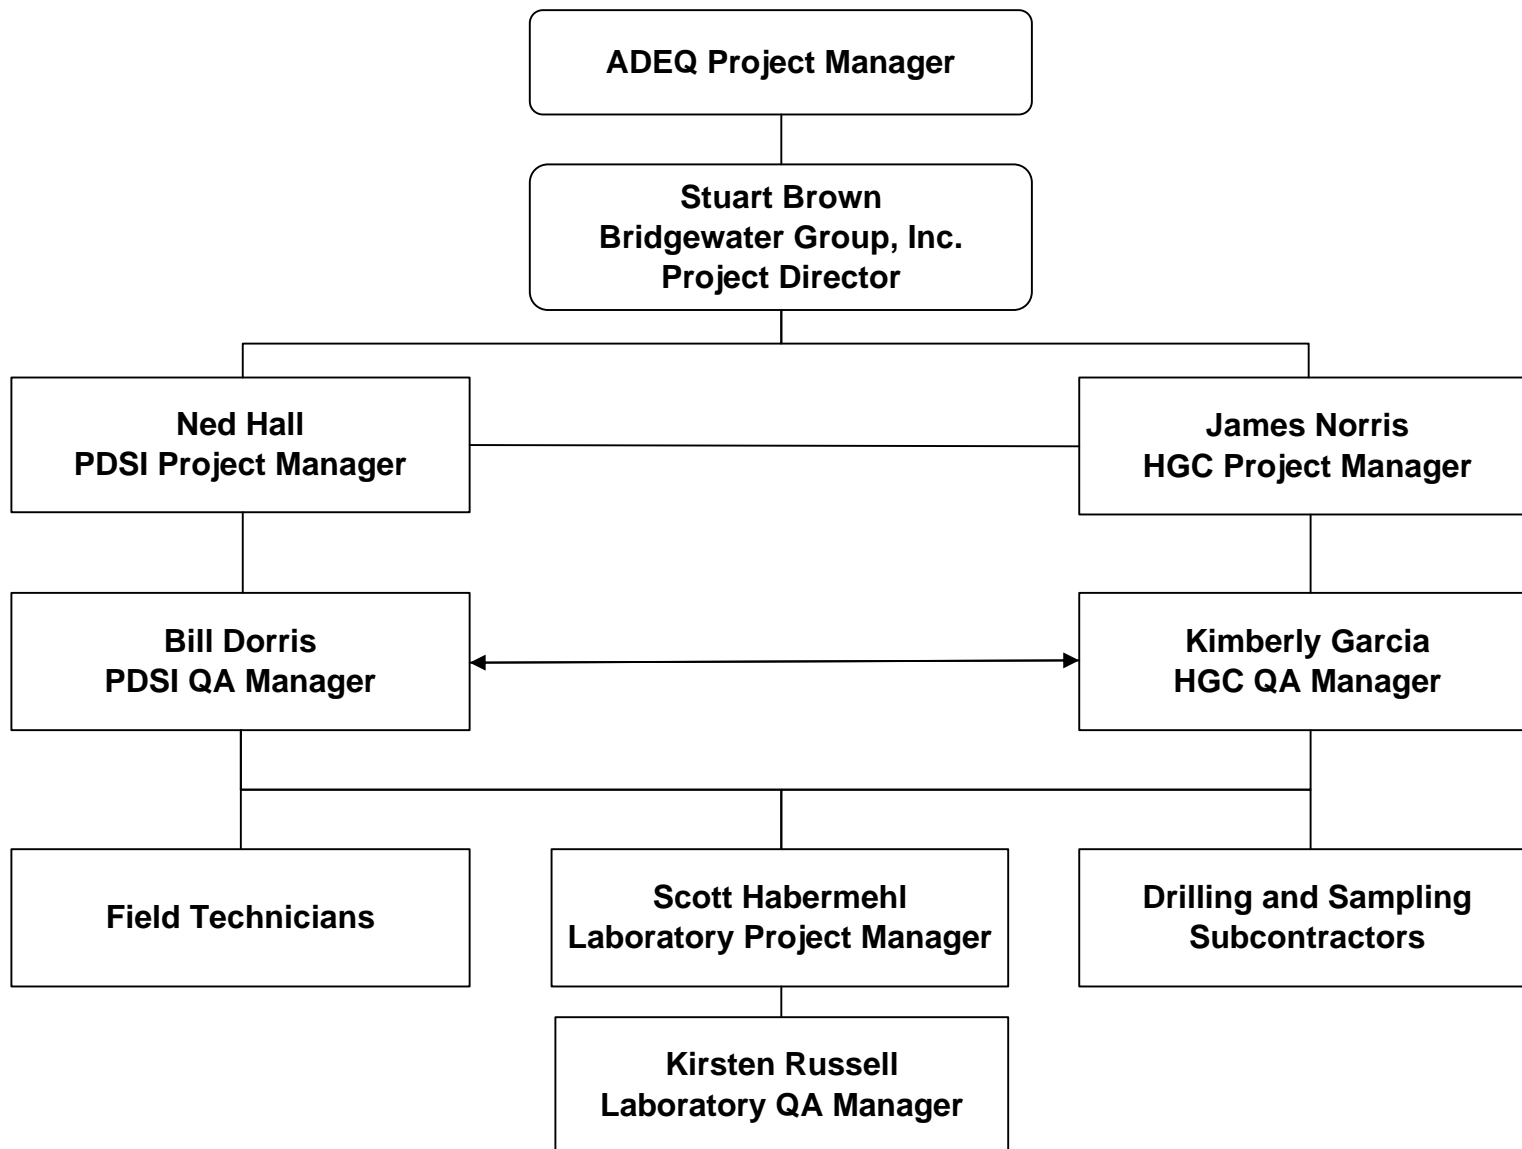 ADEQ Project Manager
Stuart Brown
Bridgewater Group, Inc.
Project Director
Ned Hall
PDSI Project Manager
James Norris
HGC Project Manager
Bill Dorris
PDSI QA Manager
Kimberly Garcia
HGC QA Manager
Field Technicians
Scott Habermehl
Laboratory Project Manager
Drilling and Sampling
Subcontractors
Kirsten Russell
Laboratory QA Manager